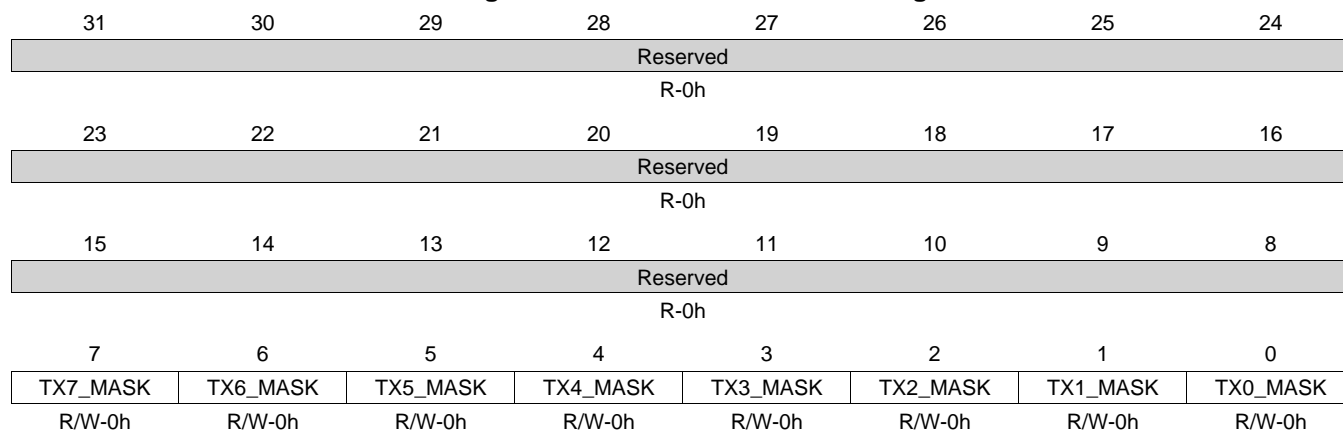 31 30 29 28 27 26 25 24
Reserved
R-0h
23 22 21 20 19 18 17 16
Reserved
R-0h
15 14 13 12 11 10 9 8
Reserved
R-0h
7 6 5 4 3 2 1 0
TX7_MASK TX6_MASK TX5_MASK TX4_MASK TX3_MASK TX2_MASK TX1_MASK TX0_MASK
R/W-0h R/W-0h R/W-0h R/W-0h R/W-0h R/W-0h R/W-0h R/W-0h